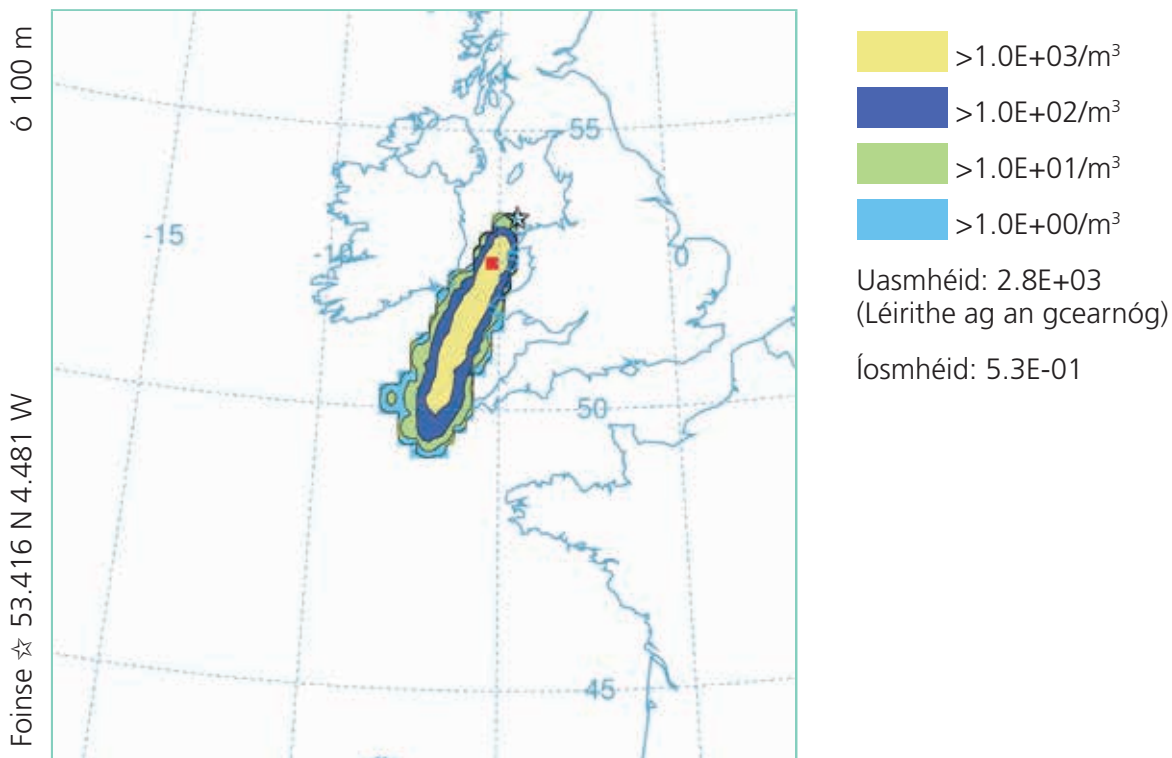 ó 100 m
Foinse ☆ 53.416 N 4.481 W
55
-15
-10
0
50
45
>1.0E+03/m³
>1.0E+02/m³
>1.0E+01/m³
>1.0E+00/m³
Uasmhéid: 2.8E+03
(Léirithe ag an gcearnóg)
Íosmhéid: 5.3E-01